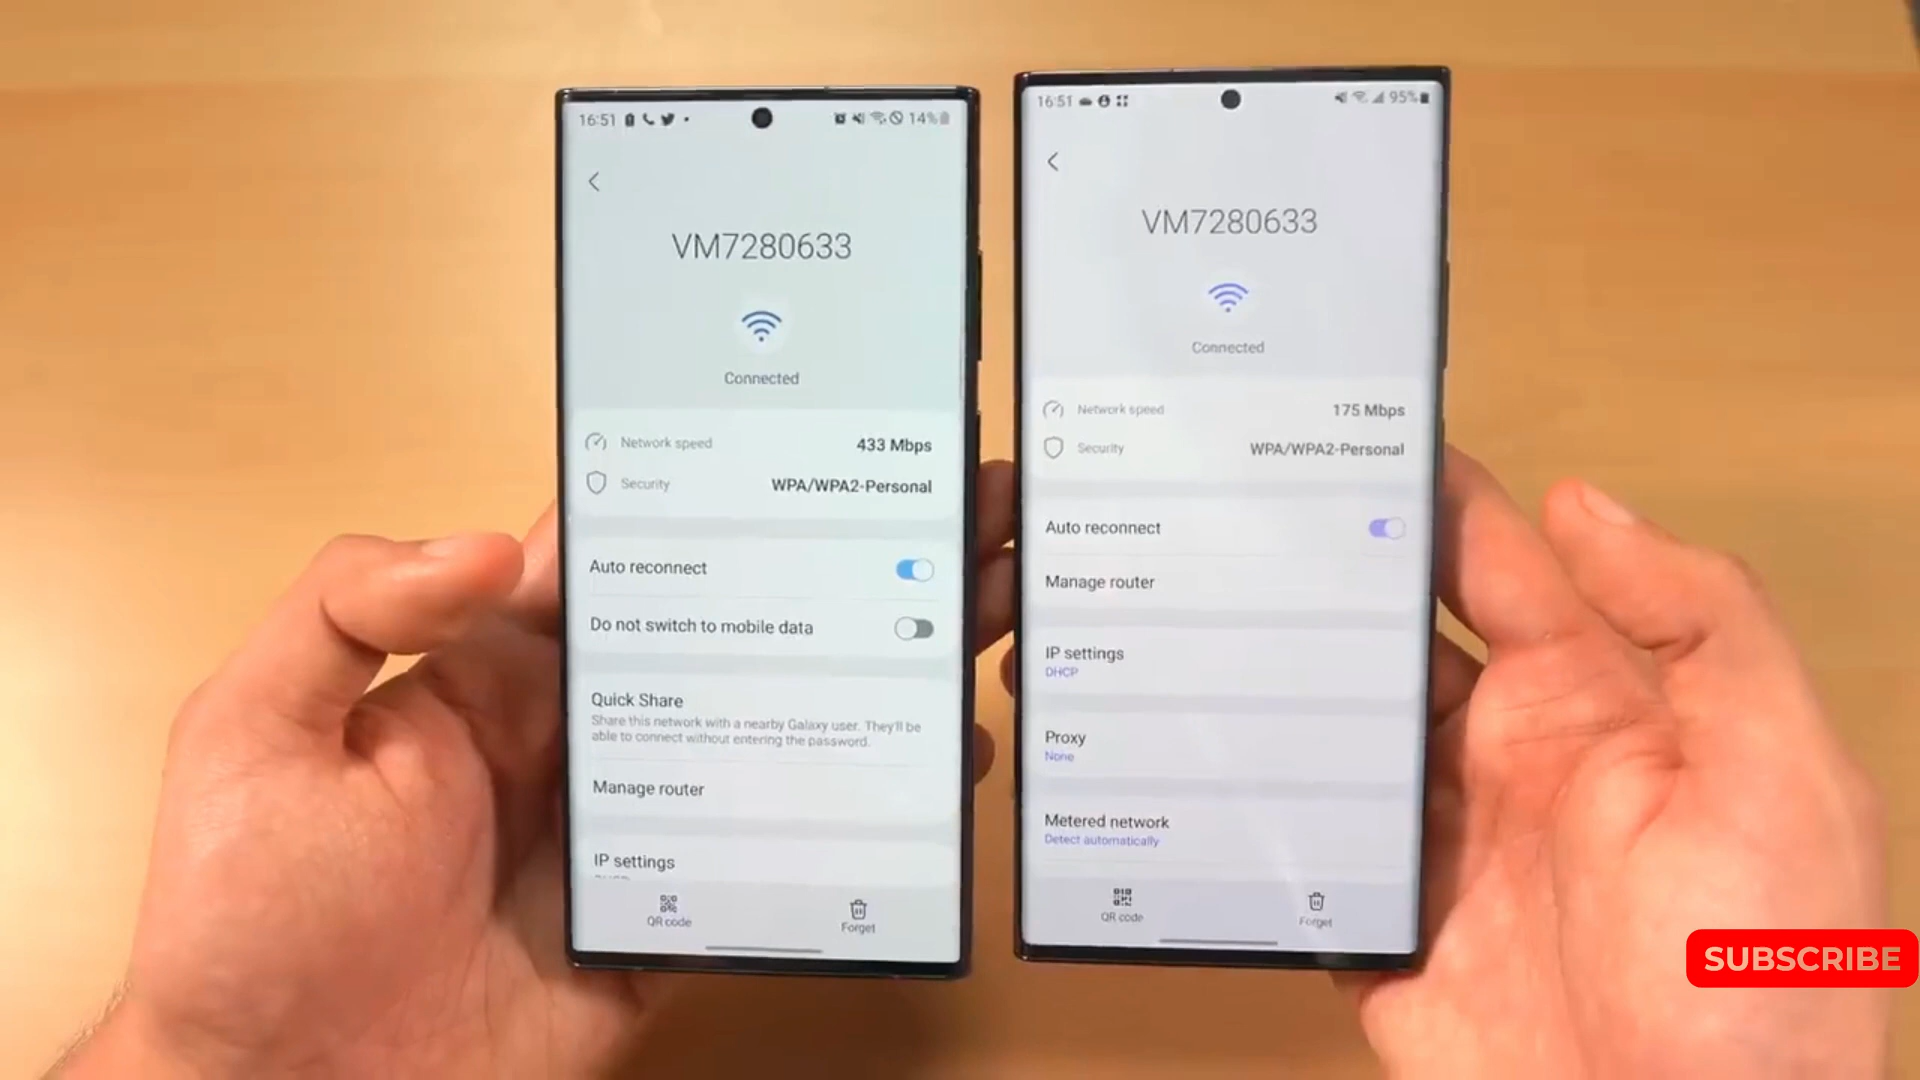 16:51
14%
VM7280633
Connected
Network speed 433 Mbps
Security WPA/WPA2-Personal
Auto reconnect
Do not switch to mobile data
Quick Share
Share this network with a nearby Galaxy user. They'll be
able to connect without entering the password.
Manage router
IP settings
QR code
Forget
16:51
95%
VM7280633
Connected
Network speed 175 Mbps
Security WPA/WPA2-Personal
Auto reconnect
Manage router
IP settings
DHCP
Proxy
None
Metered network
Detect automatically
QR code
Forget
SUBSCRIBE